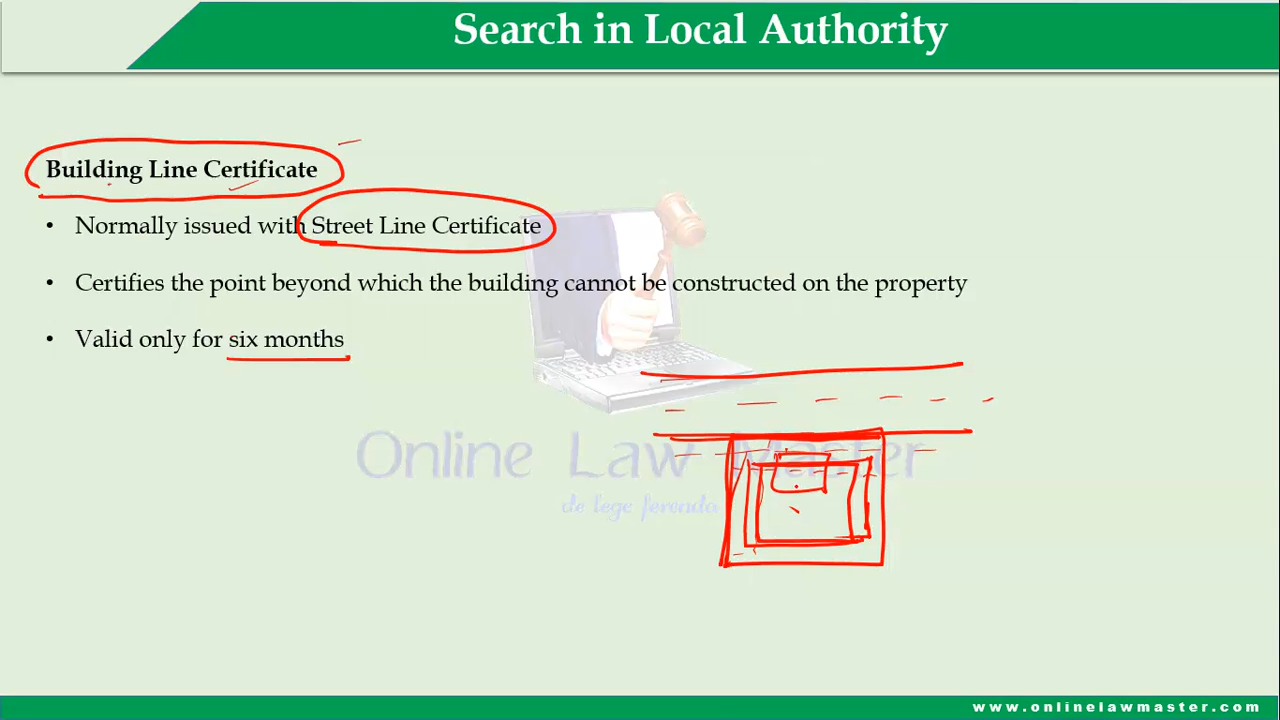 Search in Local Authority
Building Line Certificate
• Normally issued with Street Line Certificate
• Certifies the point beyond which the building cannot be constructed on the property
• Valid only for six months
Online Law Master
de lege ferenda
www.onlinelawmaster.com